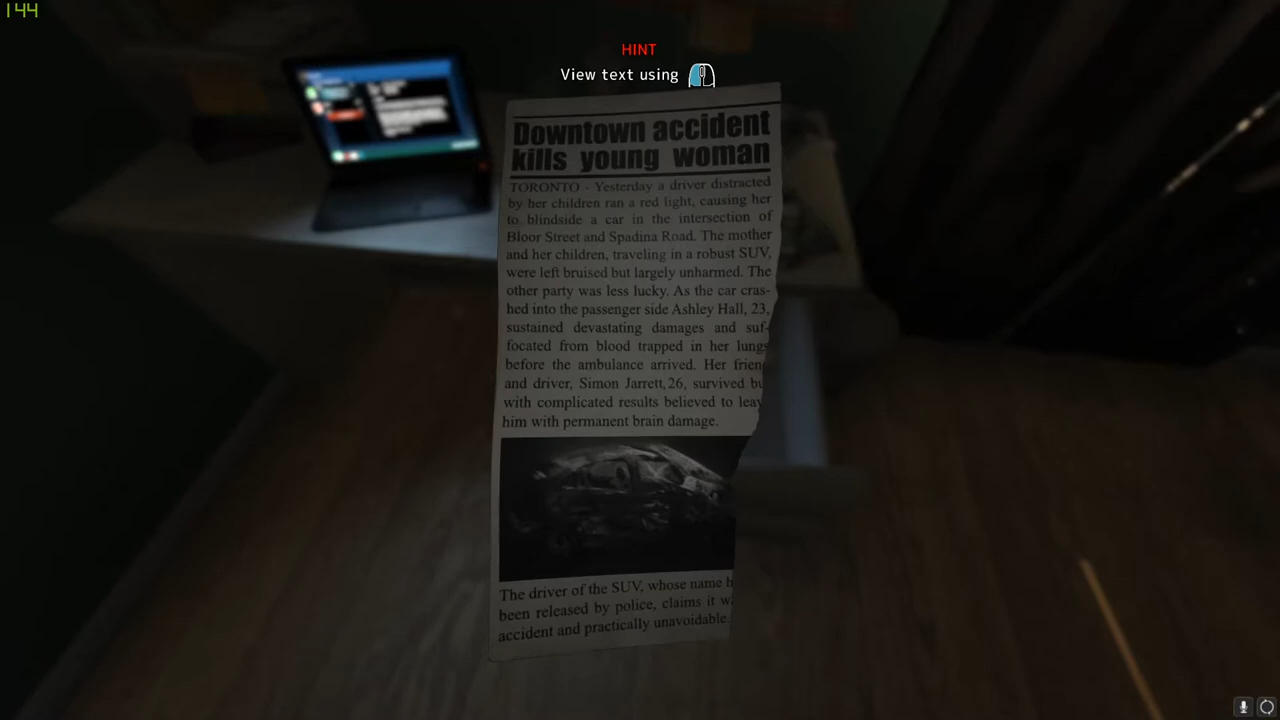 144
HINT
View text using
Downtown accident
kills young woman
TORONTO - Yesterday a driver distracted
by her children ran a red light, causing her
to blindside a car in the intersection of
Bloor Street and Spadina Road. The mother
and her children, traveling in a robust SUV,
were left bruised but largely unharmed. The
other party was less lucky. As the car cras-
hed into the passenger side Ashley Hall, 23,
sustained devastating damages and suf-
focated from blood trapped in her lungs
before the ambulance arrived. Her frien
and driver, Simon Jarrett, 26, survived bu
with complicated results believed to leav
him with permanent brain damage.
The driver of the SUV, whose name h
been released by police, claims it wa
accident and practically unavoidable.